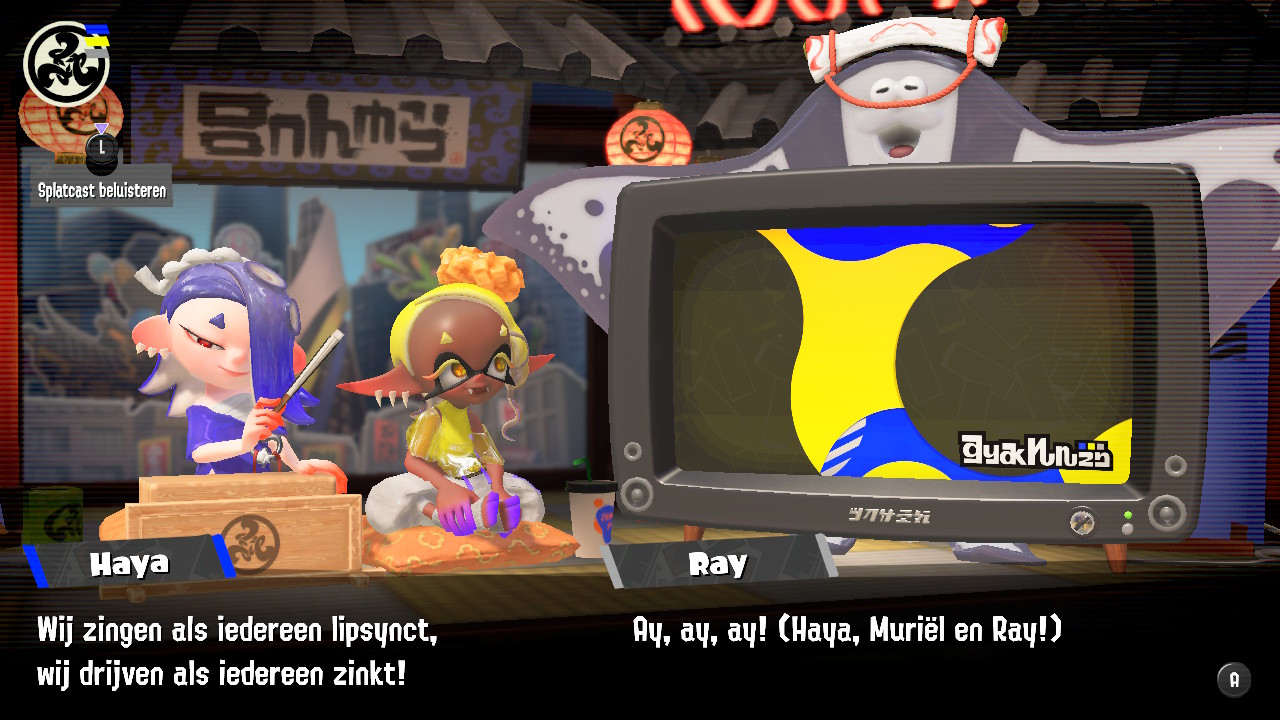 L
Splatcast beluisteren
Haya
Wij zingen als iedereen lipsynct,
wij drijven als iedereen zinkt!
Ray
Ay, ay, ay! (Haya, Muriël en Ray!)
A